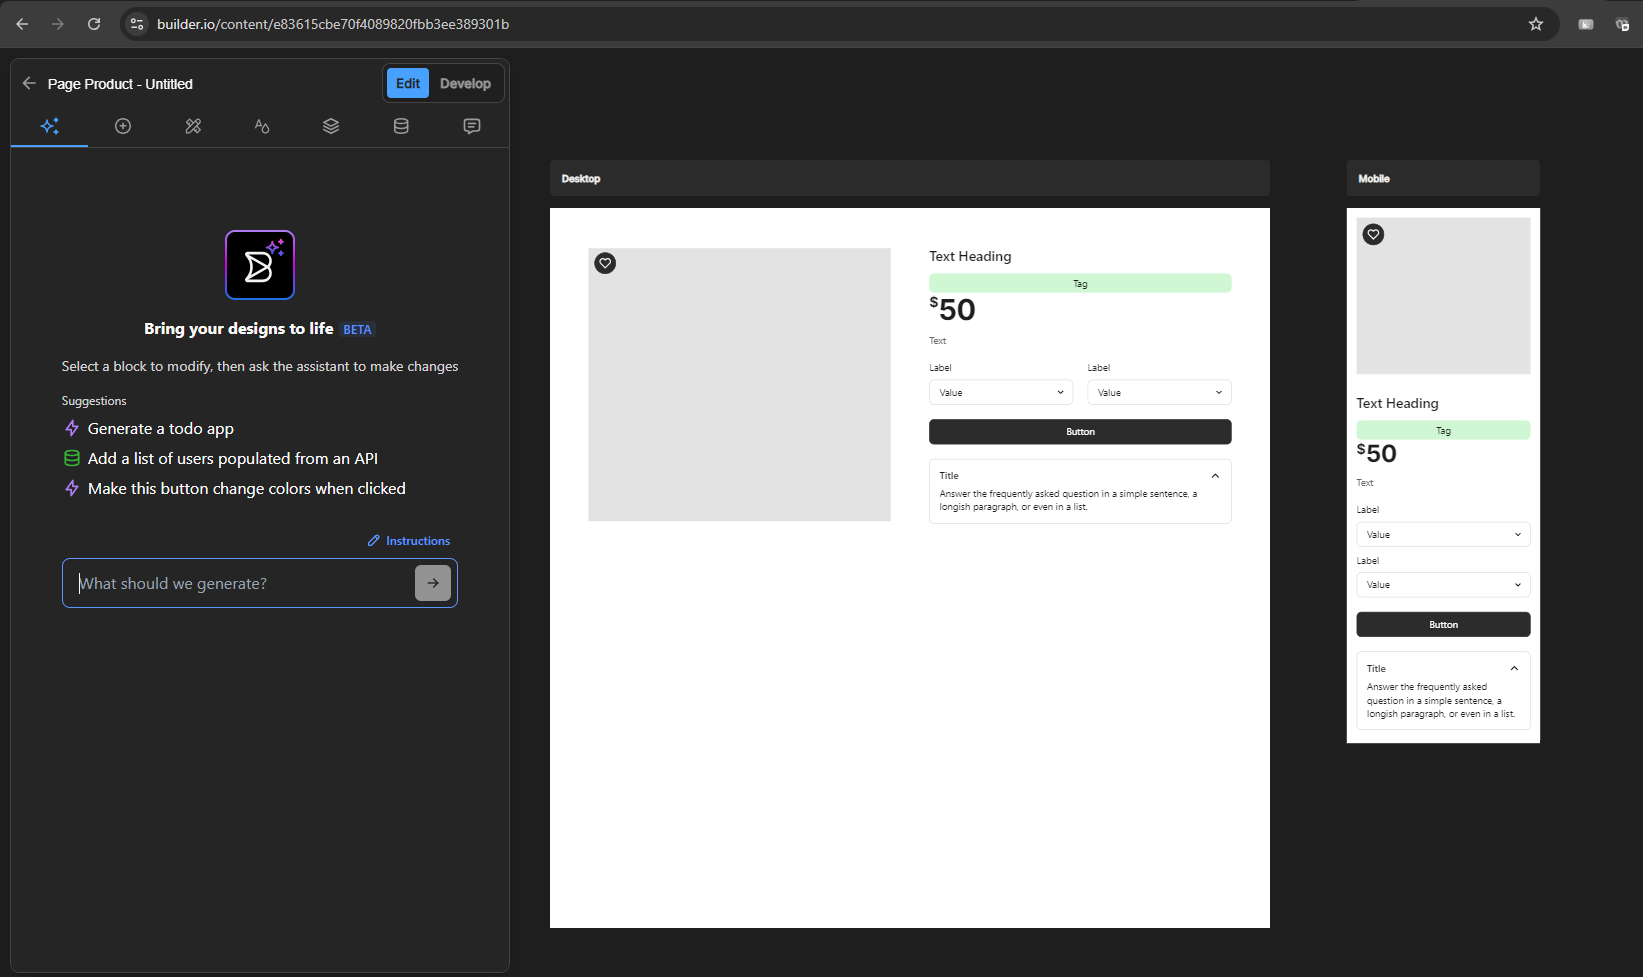 builder.io/content/e83615cbe70f4089820fbb3ee389301b
Page Product - Untitled
Edit
Develop
Bring your designs to life BETA
Select a block to modify, then ask the assistant to make changes
Suggestions
Generate a todo app
Add a list of users populated from an API
Make this button change colors when clicked
Instructions
What should we generate?
Desktop
Text Heading
Tag
$50
Text
Label Label
Value Value
Button
Title
Answer the frequently asked question in a simple sentence, a
longish paragraph, or even in a list.
Mobile
Text Heading
Tag
$50
Text
Label
Value
Label
Value
Button
Title
Answer the frequently asked
question in a simple sentence, a
longish paragraph, or even in a list.